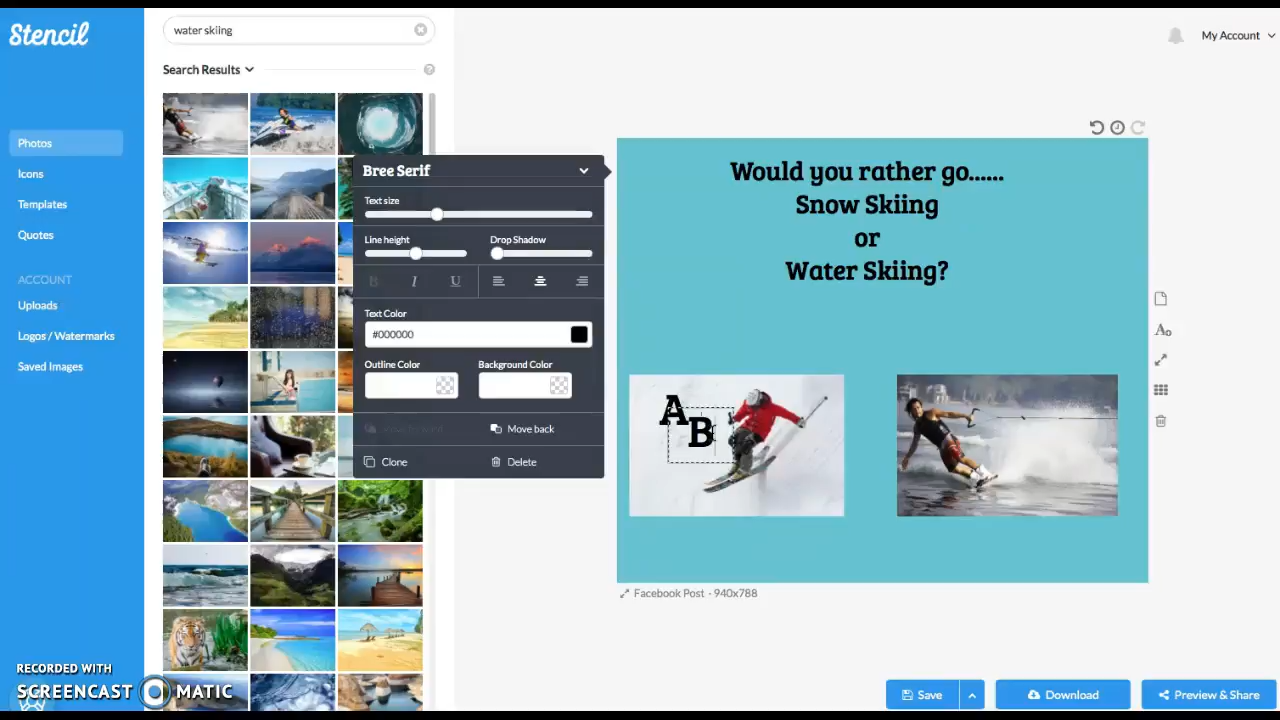 Stencil
water skiing
My Account
Search Results
Photos
Icons
Templates
Quotes
ACCOUNT
Uploads
Logos / Watermarks
Saved Images
Bree Serif
Text size
Line height
Drop Shadow
B I U
Text Color
#000000
Outline Color
Background Color
Move back
Clone
Delete
Would you rather go......
Snow Skiing
or
Water Skiing?
A
B
Facebook Post · 940x788
RECORDED WITH
SCREENCAST MATIC
Save
Download
Preview & Share